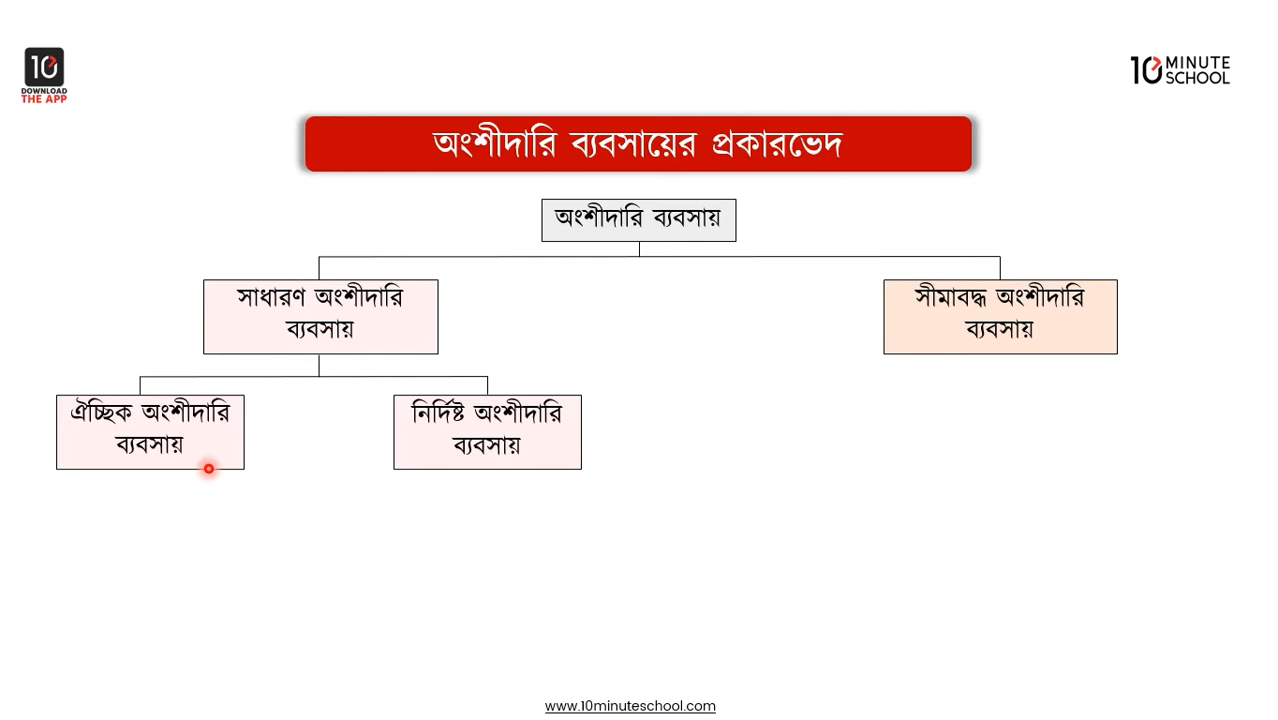 10
DOWNLOAD
THE APP
10 MINUTE
SCHOOL
অংশীদারি ব্যবসায়ের প্রকারভেদ
অংশীদারি ব্যবসায়
সাধারণ অংশীদারি
ব্যবসায়
সীমাবদ্ধ অংশীদারি
ব্যবসায়
ঐচ্ছিক অংশীদারি
ব্যবসায়
নির্দিষ্ট অংশীদারি
ব্যবসায়
www.10minuteschool.com